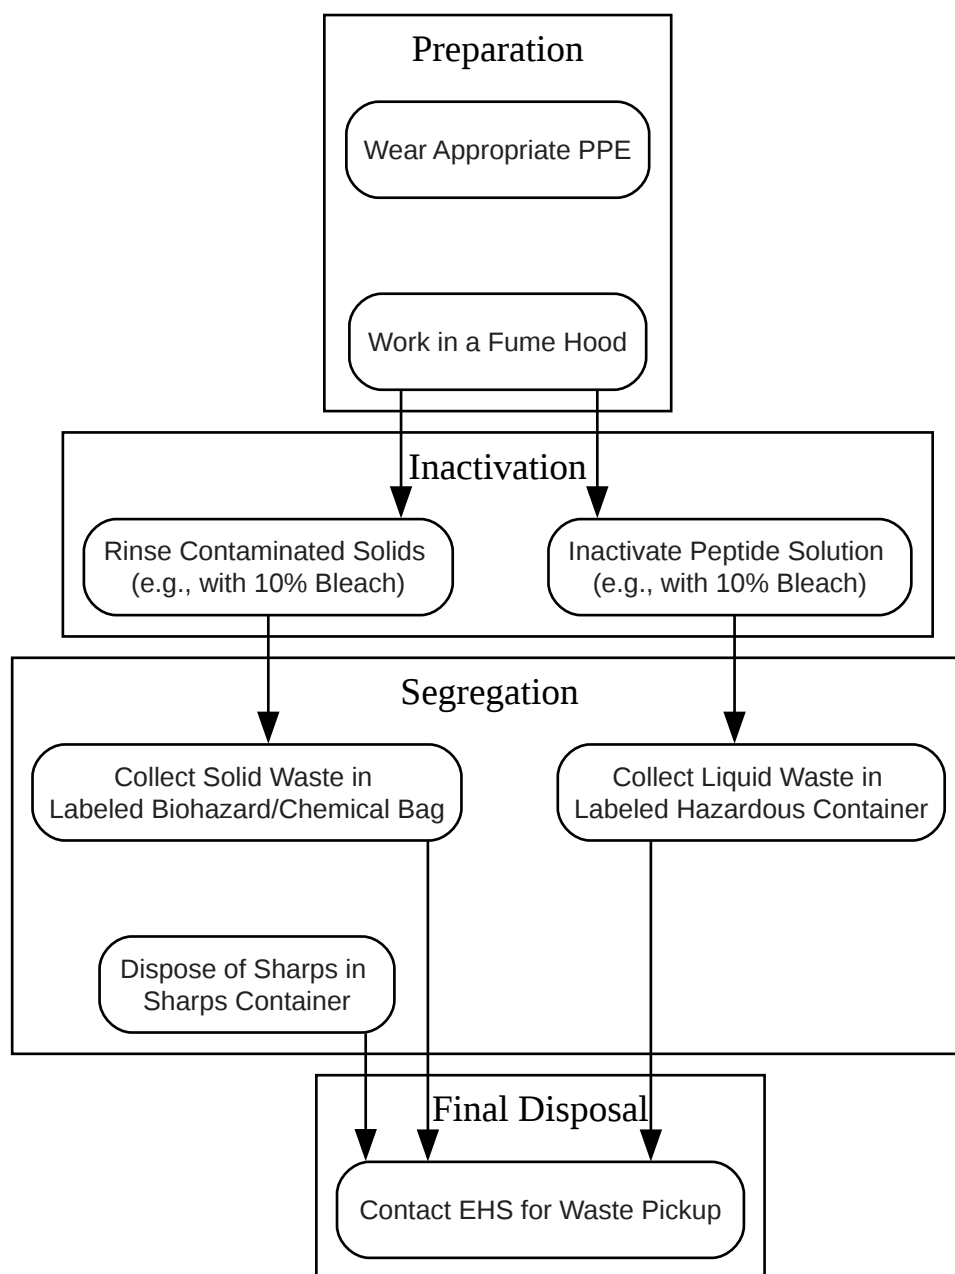 Preparation
Wear Appropriate PPE
Work in a Fume Hood
Inactivation
Rinse Contaminated Solids
(e.g., with 10% Bleach)
Inactivate Peptide Solution
(e.g., with 10% Bleach)
Segregation
Collect Solid Waste in
Labeled Biohazard/Chemical Bag
Collect Liquid Waste in
Labeled Hazardous Container
Dispose of Sharps in
Sharps Container
Final Disposal
Contact EHS for Waste Pickup